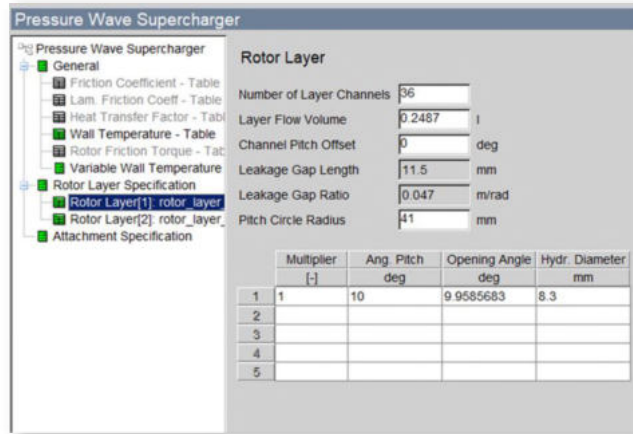 Pressure Wave Supercharger
Pressure Wave Supercharger
General
Friction Coefficient - Table
Lam. Friction Coeff - Table
Heat Transfer Factor - Tabl
Wall Temperature - Table
Rotor Friction Torque - Tab
Variable Wall Temperature
Rotor Layer Specification
Rotor Layer[1]: rotor_layer_
Rotor Layer[2]: rotor_layer_
Attachment Specification
Rotor Layer
Number of Layer Channels 36
Layer Flow Volume 0.2487 l
Channel Pitch Offset 0 deg
Leakage Gap Length 11.5 mm
Leakage Gap Ratio 0.047 m/rad
Pitch Circle Radius 41 mm
Multiplier Ang. Pitch Opening Angle Hydr. Diameter
[-] deg deg mm
1 1 10 9.9585683 8.3
2
3
4
5